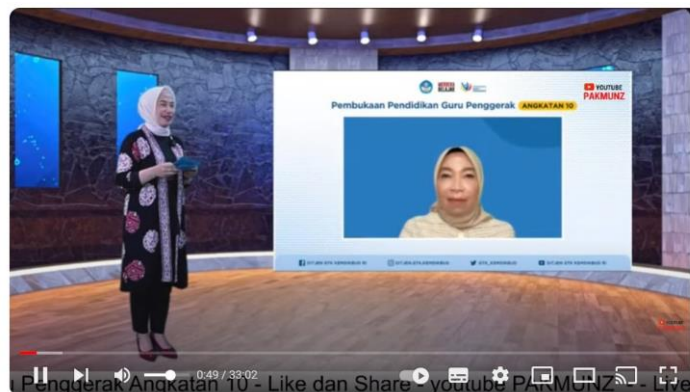 YOUTUBE
PAKMUNZ
Pembukaan Pendidikan Guru Penggerak ANGKATAN 10
DITJEN GTK KEMDIKBUD RI
DITJEN.GTK.KEMDIKBUD
GTK_KEMDIKBUD
DITJEN GTK KEMDIKBUD RI
YOUTUBE
0:49 / 33:02
u Penggerak Angkatan 10 - Like dan Share - youtube PAKMUNZ -